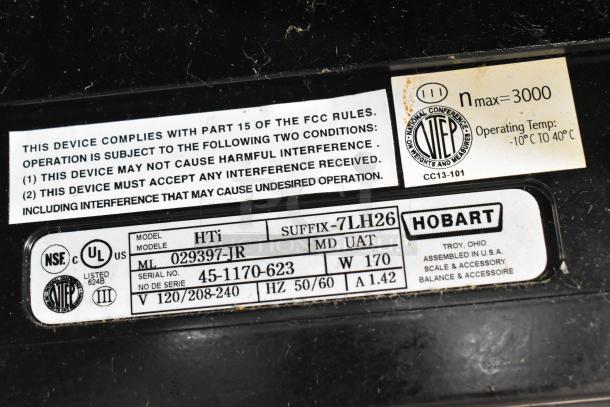 THIS DEVICE COMPLIES WITH PART 15 OF THE FCC RULES.
OPERATION IS SUBJECT TO THE FOLLOWING TWO CONDITIONS:
(1) THIS DEVICE MAY NOT CAUSE HARMFUL INTERFERENCE.
(2) THIS DEVICE MUST ACCEPT ANY INTERFERENCE RECEIVED.
INCLUDING INTERFERENCE THAT MAY CAUSE UNDESIRED OPERATION.
III
n max=3000
NATIONAL CONFERENCE
NTEP
ON WEIGHTS AND MEASURES
CC13-101
Operating Temp:
-10°C TO 40°C
NSF
C UL US
LISTED
624B
NTEP
III
MODEL
MODELE
HTi
SUFFIX-7LH26
ML 029397-JR
MD UAT
SERIAL NO.
NO DE SERIE
45-1170-623
W 170
V 120/208-240
HZ 50/60
A 1.42
HOBART
TROY, OHIO
ASSEMBLED IN U.S.A.
SCALE & ACCESSORY
BALANCE & ACCESSOIRE